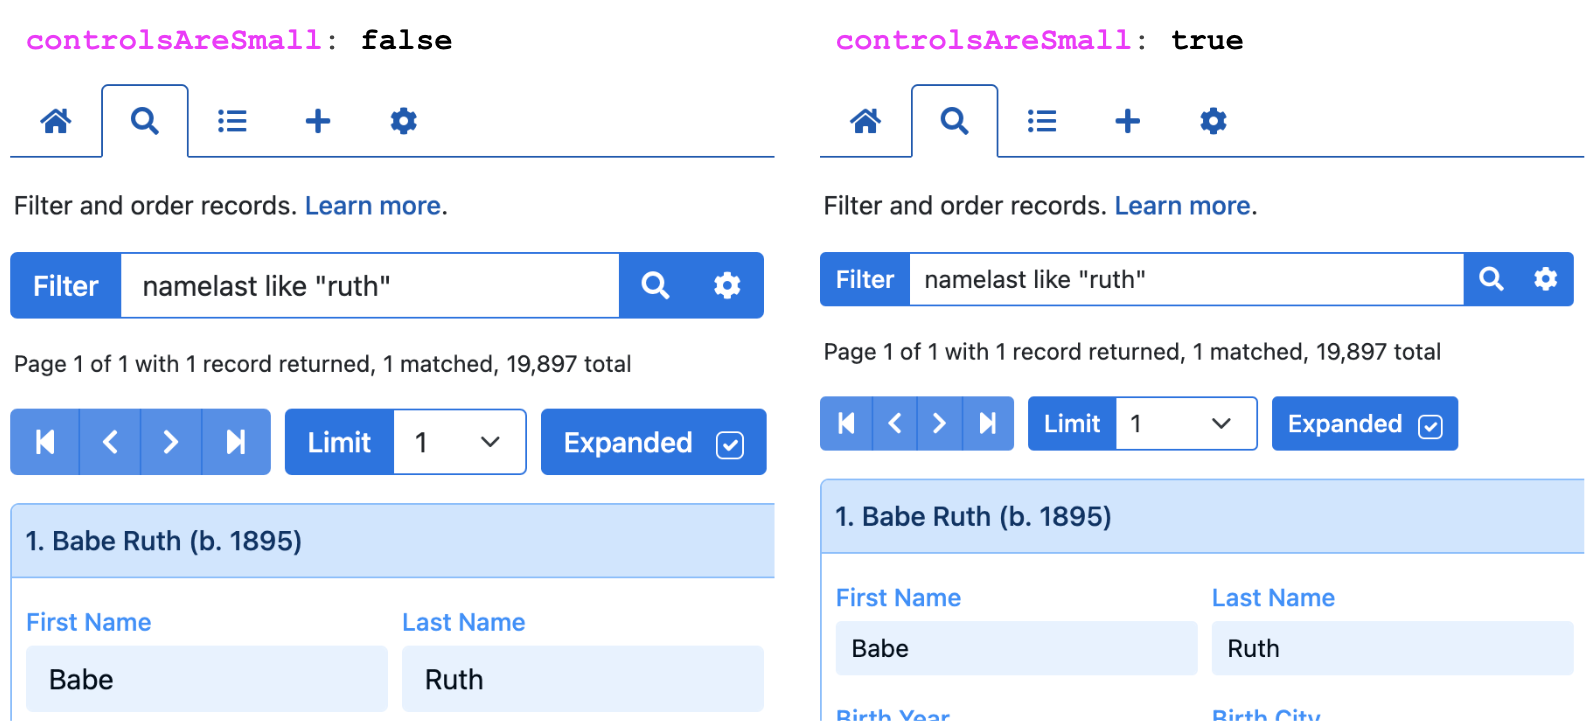 controlsAreSmall: false
Filter and order records. Learn more.
Filter namelast like "ruth"
Page 1 of 1 with 1 record returned, 1 matched, 19,897 total
Limit 1 Expanded
1. Babe Ruth (b. 1895)
First Name Last Name
Babe Ruth
controlsAreSmall: true
Filter and order records. Learn more.
Filter namelast like "ruth"
Page 1 of 1 with 1 record returned, 1 matched, 19,897 total
Limit 1 Expanded
1. Babe Ruth (b. 1895)
First Name Last Name
Babe Ruth
Birth Year Birth City